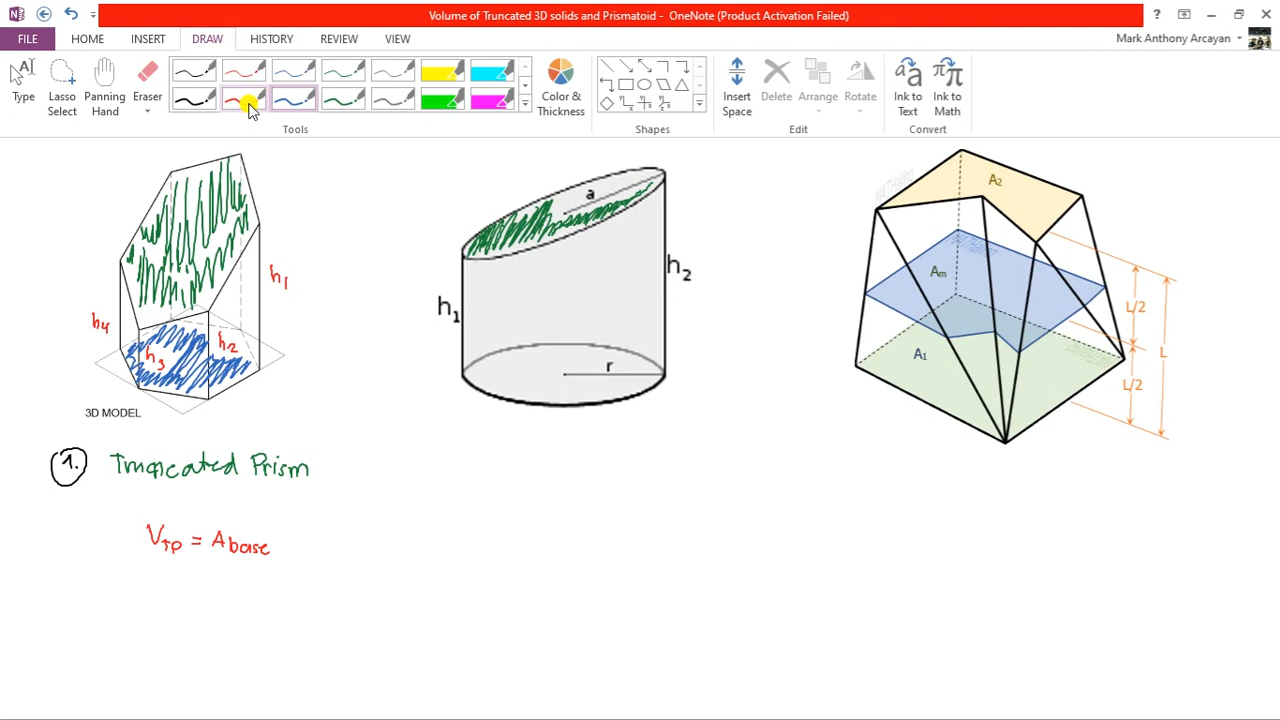 Volume of Truncated 3D solids and Prismatoid - OneNote (Product Activation Failed)
FILE HOME INSERT DRAW HISTORY REVIEW VIEW
Mark Anthony Arcayan
Type
Lasso Select
Panning Hand
Eraser
Color & Thickness
Insert Space
Delete
Arrange
Rotate
Ink to Text
Ink to Math
Tools
Shapes
Edit
Convert
h1
h4
h3
h2
3D MODEL
a
h1
h2
r
A2
Am
A1
L/2
L
L/2
1. Truncated Prism
VTP = Abase